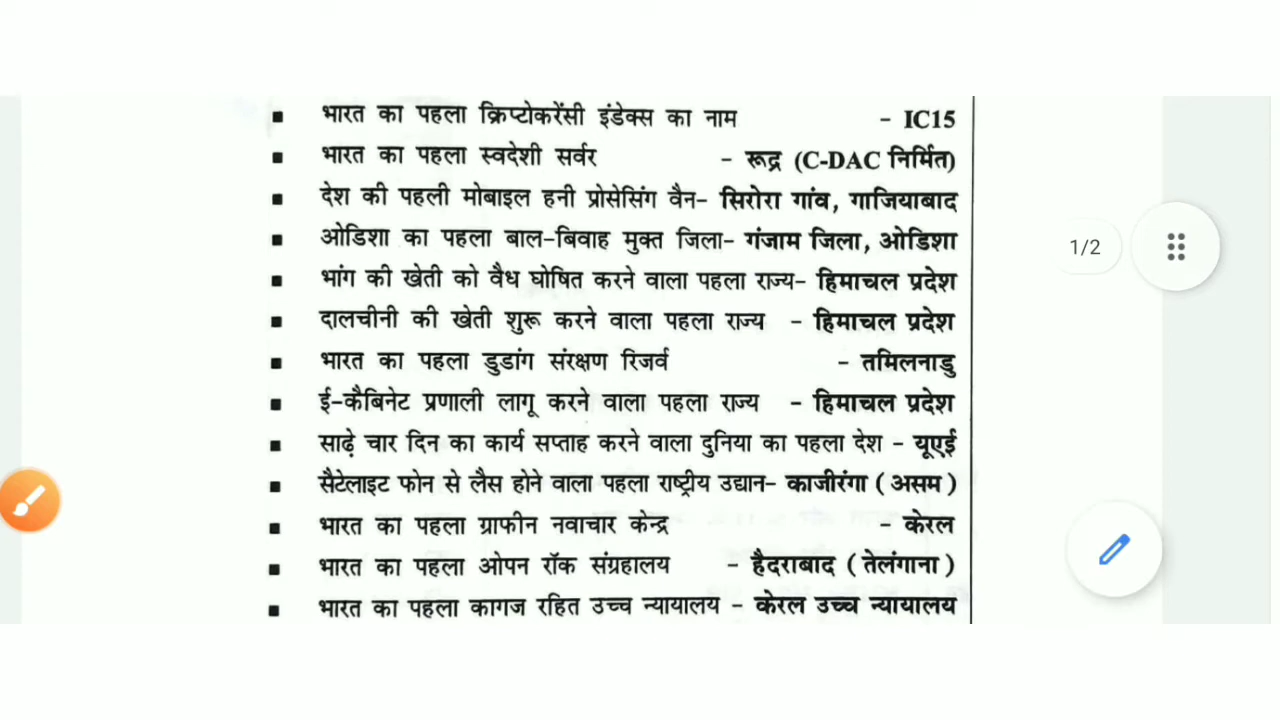 ▪ भारत का पहला क्रिप्टोकरेंसी इंडेक्स का नाम - IC15
▪ भारत का पहला स्वदेशी सर्वर - रूद्र (C-DAC निर्मित)
▪ देश की पहली मोबाइल हनी प्रोसेसिंग वैन- सिरोरा गांव, गाजियाबाद
▪ ओडिशा का पहला बाल-बिवाह मुक्त जिला- गंजाम जिला, ओडिशा
▪ भांग की खेती को वैध घोषित करने वाला पहला राज्य- हिमाचल प्रदेश
▪ दालचीनी की खेती शुरू करने वाला पहला राज्य - हिमाचल प्रदेश
▪ भारत का पहला डुडांग संरक्षण रिजर्व - तमिलनाडु
▪ ई-कैबिनेट प्रणाली लागू करने वाला पहला राज्य - हिमाचल प्रदेश
▪ साढ़े चार दिन का कार्य सप्ताह करने वाला दुनिया का पहला देश - यूएई
▪ सैटेलाइट फोन से लैस होने वाला पहला राष्ट्रीय उद्यान- काजीरंगा ( असम )
▪ भारत का पहला ग्राफीन नवाचार केन्द्र - केरल
▪ भारत का पहला ओपन रॉक संग्रहालय - हैदराबाद ( तेलंगाना )
▪ भारत का पहला कागज रहित उच्च न्यायालय - केरल उच्च न्यायालय
1/2